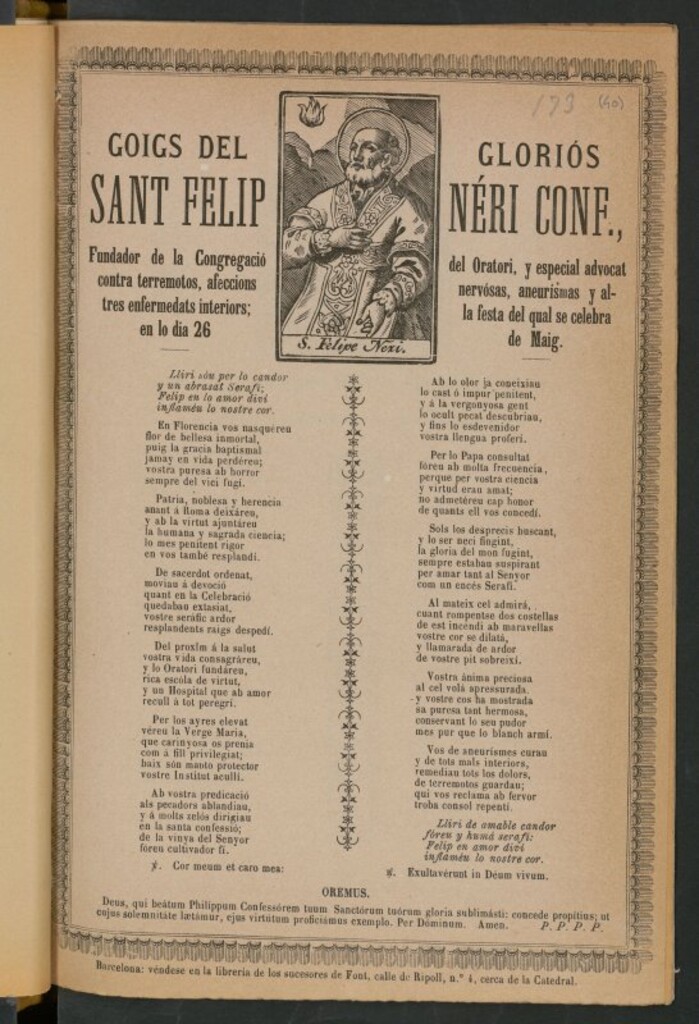 173 (40)
GOIGS DEL GLORIÓS
SANT FELIP NÉRI CONF.,
Fundador de la Congregació del Oratori, y especial advocat
contra terremotos, afeccions nervósas, aneurismas y al-
tres enfermedats interiors; la festa del qual se celebra
en lo dia 26 de Maig.
S. Felipe Neri.
Lliri sóu per lo candor
y un abrasat Serafí;
Felip en lo amor diví
inflaméu lo nostre cor.
En Florencia vos nasquéreu
flor de bellesa inmortal,
puig la gracia baptismal
jamay en vida perdéreu;
vostra puresa ab horror
sempre del vici fugí.
Patria, noblesa y herencia
anant á Roma deixáreu,
y ab la virtut ajuntáreu
la humana y sagrada ciencia;
lo mes penitent rigor
en vos també resplandí.
De sacerdot ordenat,
moviau á devoció
quant en la Celebració
quedabau extasiat,
vostre seráfic ardor
resplandents raigs despedí.
Del proxim á la salut
vostra vida consagráreu,
y lo Oratori fundáreu,
rica escola de virtut,
y un Hospital que ab amor
recull á tot peregrí.
Per los ayres elevat
véreu la Verge María,
que carinyosa os prenia
com á fill privilegiat;
baix són manto protector
vostre Institut acullí.
Ab vostra predicació
als pecadors ablandiau,
y á molts zelós dirigiau
en la santa confessió;
de la vinya del Senyor
foreu cultivador fí.
℣. Cor meum et caro mea:
Ab lo olor ja coneixiau
lo cast ó impur penitent,
y á la vergonyosa gent
lo ocult pecat descubriau,
y fins lo esdevenidor
vostra llengua proferí.
Per lo Papa consultat
fóreu ab molta frecuencia,
perque per vostra ciencia
y virtud erau amat;
no admetéreu cap honor
de quants ell vos concedí.
Sols los desprecis buscant,
y lo ser neci fingint,
la gloria del mon fugint,
sempre estabau suspirant
per amar tant al Senyor
com un encés Serafí.
Al mateix cel admirá,
cuant rompentse dos costellas
de est incendi ab maravellas
vostre cor se dilatá,
y llamarada de ardor
de vostre pit sobreixí.
Vostra ánima preciosa
al cel volá apressurada,
y vostre cos ha mostrada
sa puresa tant hermosa,
conservant lo seu pudor
mes pur que lo blanch armí.
Vos de aneurismes curau
y de tots mals interiors,
remediau tots los dolors,
de terremotos guardau;
qui vos reclama ab fervor
troba consol repentí.
Lliri de amable candor
fóreu y humá serafí:
Felip en amor diví
inflaméu lo nostre cor.
℟. Exultavérunt in Deum vivum.
OREMUS.
Deus, qui beátum Philippum Confessórem tuum Sanctórum tuórum gloria sublimásti: concede propítius; ut
cujus solemnitáte lætámur, ejus virtútum proficiámus exemplo. Per Dóminum. Amen. P. P. P. P.
Barcelona: véndese en la librería de los sucesores de Font, calle de Ripoll, n.° 4, cerca de la Catedral.